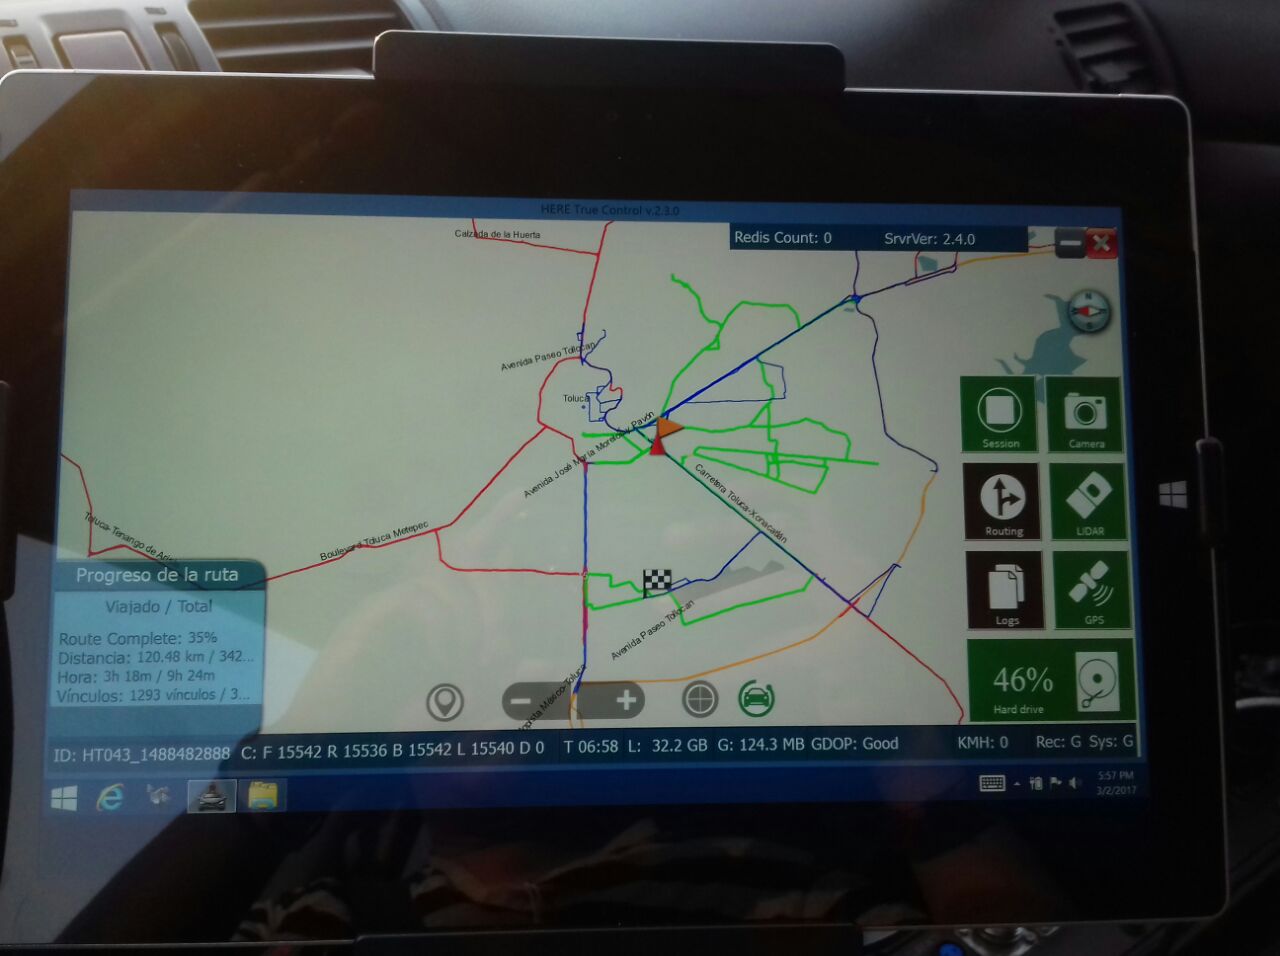 HERE True Control v.2.3.0
Redis Count: 0 SrvrVer: 2.4.0
Calzada de la Huerta
N
S
Avenida Paseo Tollocan
Toluca
Avenida José María Morelos y Pavón
Carretera Toluca-Xonacatlán
Toluca-Tenango de
Boulevard Toluca Metepec
Avenida Paseo Tollocan
México-Toluca
Session
Camera
Routing
LiDAR
Logs
GPS
46%
Hard drive
Progreso de la ruta
Viajado / Total
Route Complete: 35%
Distancia: 120.48 km / 342...
Hora: 3h 18m / 9h 24m
Vínculos: 1293 vínculos / 3...
ID: HT043_1488482888 C: F 15542 R 15536 B 15542 L 15540 D 0 T 06:58 L: 32.2 GB G: 124.3 MB GDOP: Good KMH: 0 Rec: G Sys: G
5:57 PM
3/2/2017